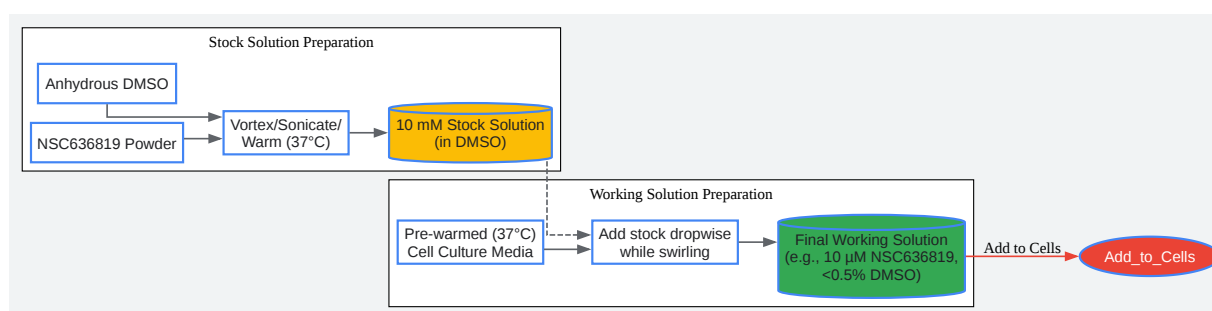 Stock Solution Preparation
Anhydrous DMSO
NSC636819 Powder
Vortex/Sonicate/
Warm (37°C)
10 mM Stock Solution
(in DMSO)
Working Solution Preparation
Pre-warmed (37°C)
Cell Culture Media
Add stock dropwise
while swirling
Final Working Solution
(e.g., 10 µM NSC636819,
<0.5% DMSO)
Add to Cells
Add_to_Cells